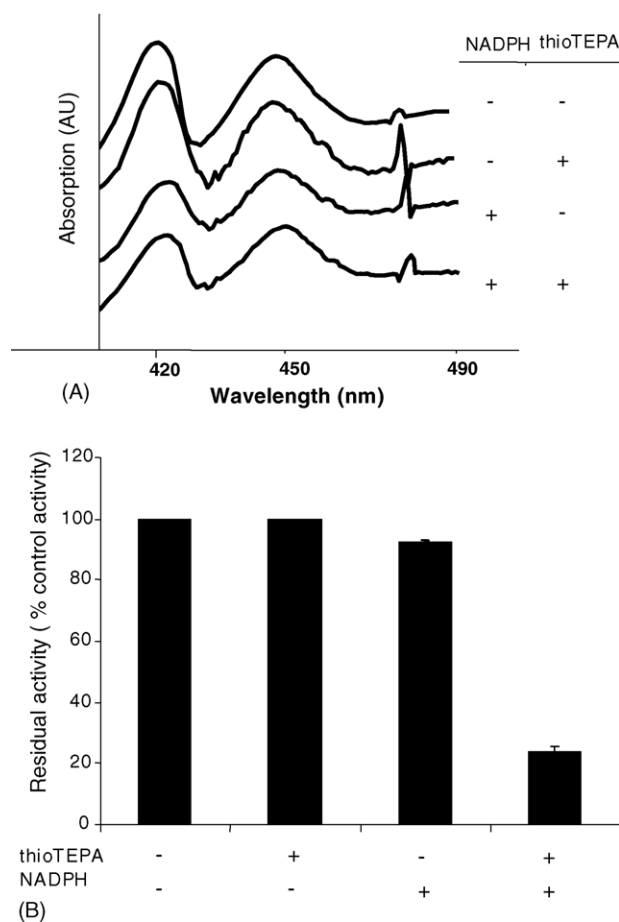 NADPH thioTEPA
- -
- +
+ -
+ +
Absorption (AU)
420 450 490
Wavelength (nm)
(A)
Residual activity ( % control activity)
120
100
80
60
40
20
0
thioTEPA - + - +
NADPH - - + +
(B)